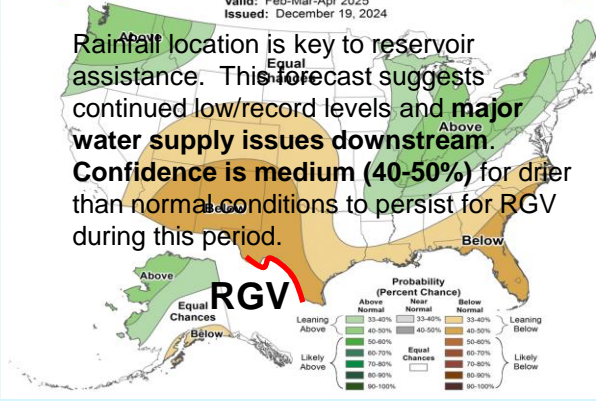 Valid: Feb-Mar-Apr 2025
Issued: December 19, 2024
Above
Rainfall location is key to reservoir
Equal
Chances
assistance. This forecast suggests
continued low/record levels and major
Above
water supply issues downstream.
Confidence is medium (40-50%) for drier
than normal conditions to persist for RGV
Below
during this period.
Below
Above
RGV
Equal
Chances
Below
Probability
(Percent Chance)
Above
Normal
Near
Normal
Below
Normal
Leaning
Above
33-40%
33-40%
33-40%
Leaning
Below
40-50%
40-50%
40-50%
Likely
Above
50-60%
60-70%
70-80%
80-90%
90-100%
Equal
Chances
50-60%
60-70%
70-80%
80-90%
90-100%
Likely
Below